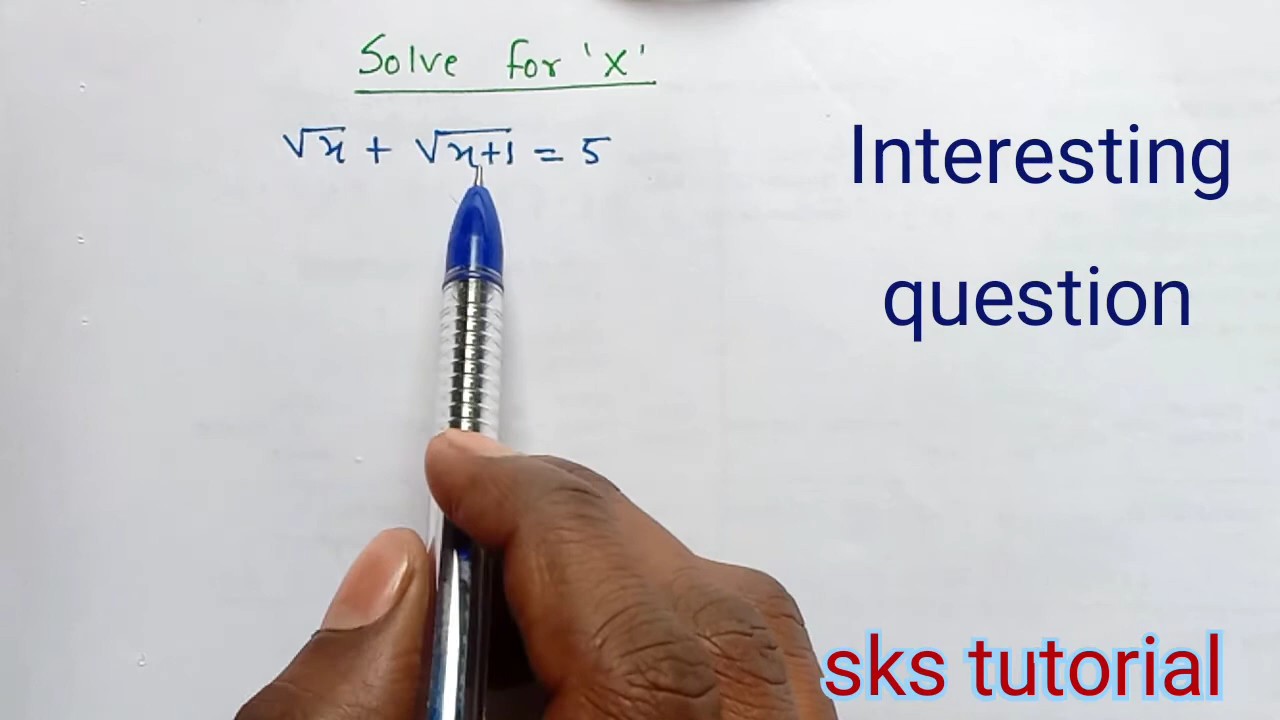 Solve for 'x'
√x + √x+1 = 5
Interesting
question
sks tutorial